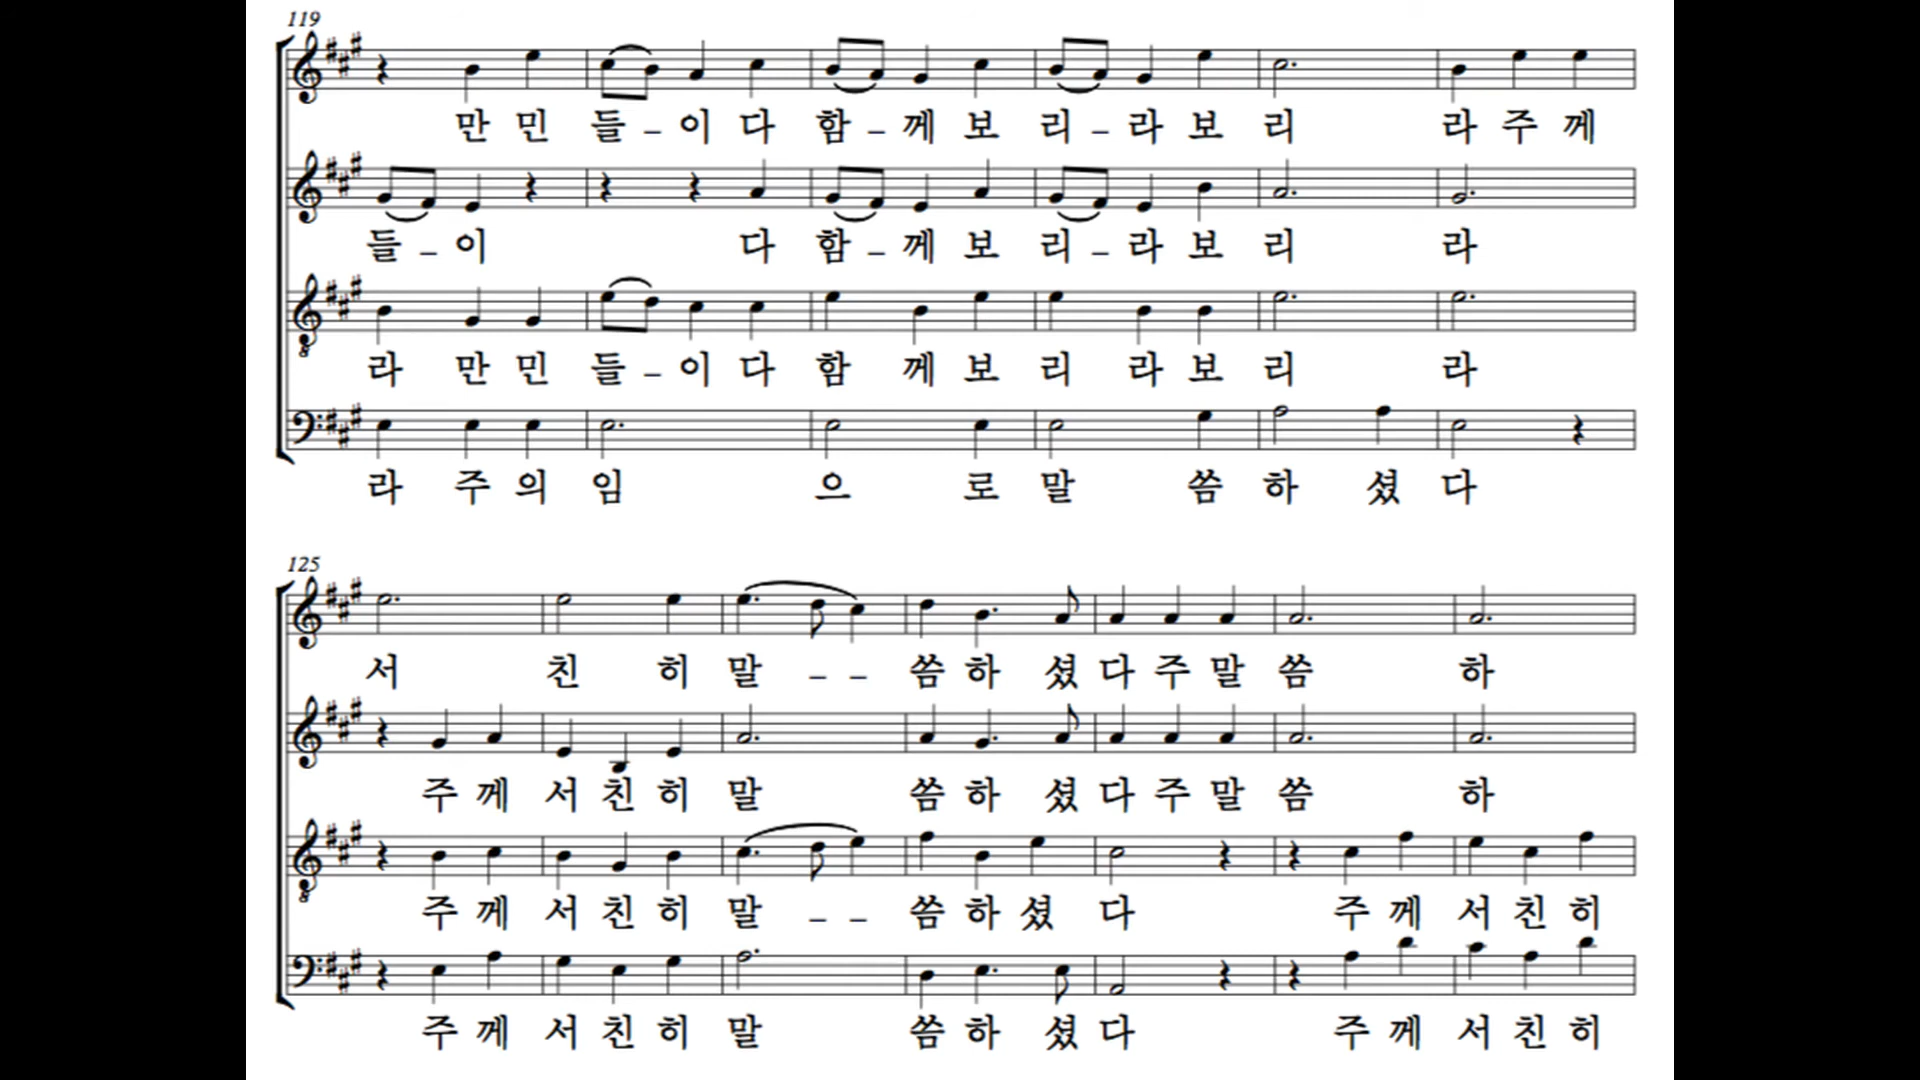 119
만 민 들 - 이 다 함 - 께 보 리 - 라 보 리 라 주 께
들 - 이 다 함 - 께 보 리 - 라 보 리 라
라 만 민 들 - 이 다 함 께 보 리 라 보 리 라
라 주 의 임 으 로 말 씀 하 셨 다
125
서 친 히 말 - - 씀 하 셨 다 주 말 씀 하
주 께 서 친 히 말 씀 하 셨 다 주 말 씀 하
주 께 서 친 히 말 - - 씀 하 셨 다 주 께 서 친 히
주 께 서 친 히 말 씀 하 셨 다 주 께 서 친 히